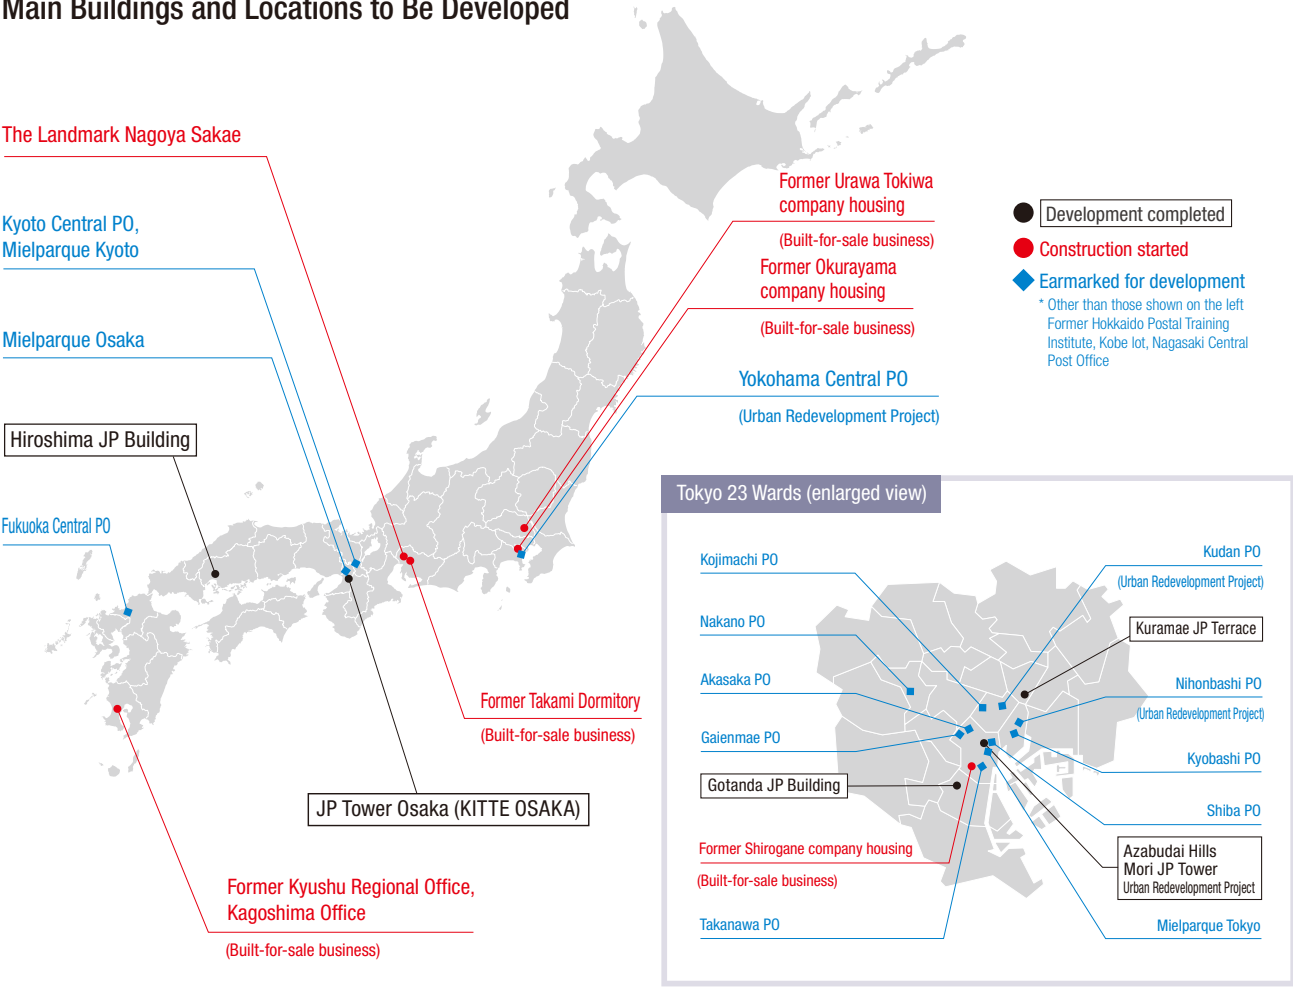 Main Buildings and Locations to Be Developed
The Landmark Nagoya Sakae
Kyoto Central PO,
Mielparque Kyoto
Mielparque Osaka
Hiroshima JP Building
Fukuoka Central PO
Former Urawa Tokiwa
company housing
(Built-for-sale business)
Former Okurayama
company housing
(Built-for-sale business)
Yokohama Central PO
(Urban Redevelopment Project)
Development completed
Construction started
Earmarked for development
* Other than those shown on the left
Former Hokkaido Postal Training
Institute, Kobe lot, Nagasaki Central
Post Office
Former Takami Dormitory
(Built-for-sale business)
JP Tower Osaka (KITTE OSAKA)
Former Kyushu Regional Office,
Kagoshima Office
(Built-for-sale business)
Tokyo 23 Wards (enlarged view)
Kojimachi PO
Nakano PO
Akasaka PO
Gaienmae PO
Gotanda JP Building
Former Shirogane company housing
(Built-for-sale business)
Takanawa PO
Kudan PO
(Urban Redevelopment Project)
Kuramae JP Terrace
Nihonbashi PO
(Urban Redevelopment Project)
Kyobashi PO
Shiba PO
Azabudai Hills
Mori JP Tower
Urban Redevelopment Project
Mielparque Tokyo